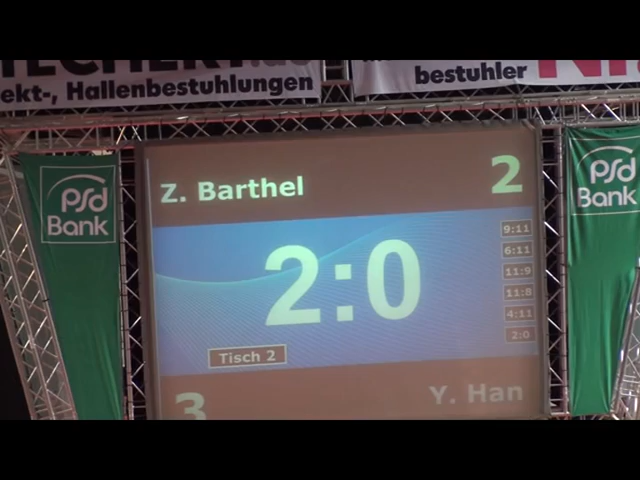 ekt-, Hallenbestuhlungen
bestuhler
psd
Bank
Z. Barthel
2
psd
Bank
2:0
9:11
6:11
11:9
11:8
4:11
2:0
Tisch 2
3
Y. Han